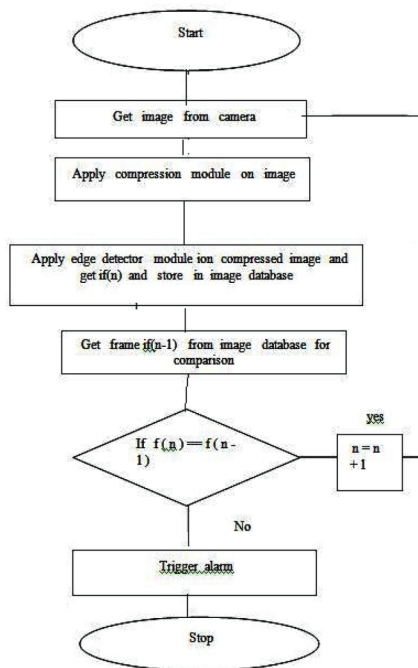 Start
Get image from camera
Apply compression module on image
Apply edge detector module ion compressed image and
get if(n) and store in image database
Get frame if(n-1) from image database for
comparison
If f(n)==f(n-
1)
yes
n=n
+1
No
Trigger alarm
Stop